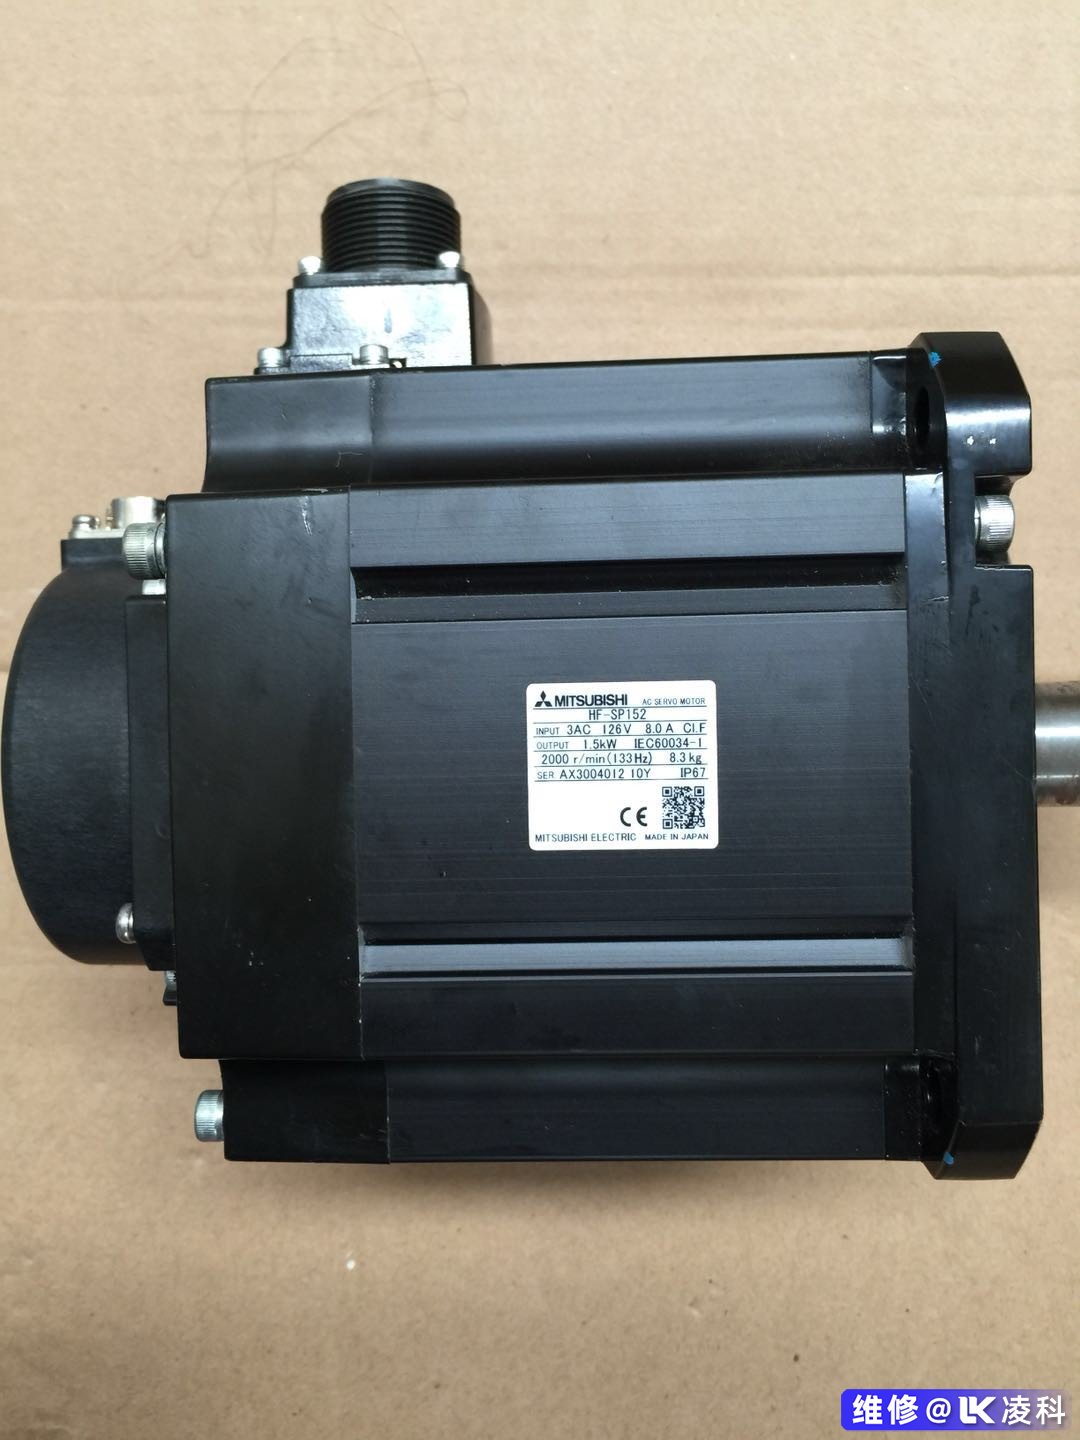 MITSUBISHI AC SERVO MOTOR
HF-SP152
INPUT 3AC 126V 8.0A Cl.F
OUTPUT 1.5kW IEC60034-1
2000 r/min(133Hz) 8.3kg
SER. AX3004012 10Y IP67
CE
MITSUBISHI ELECTRIC MADE IN JAPAN
维修@LK凌科